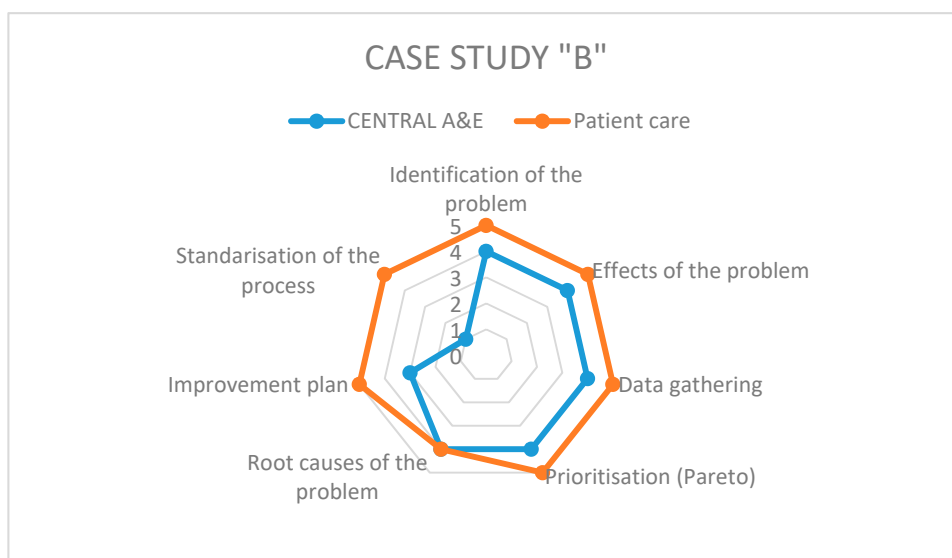 CASE STUDY "B"
CENTRAL A&E
Patient care
Identification of the
problem
Effects of the problem
Data gathering
Prioritisation (Pareto)
Root causes of the
problem
Improvement plan
Standarisation of the
process
5
4
3
2
1
0